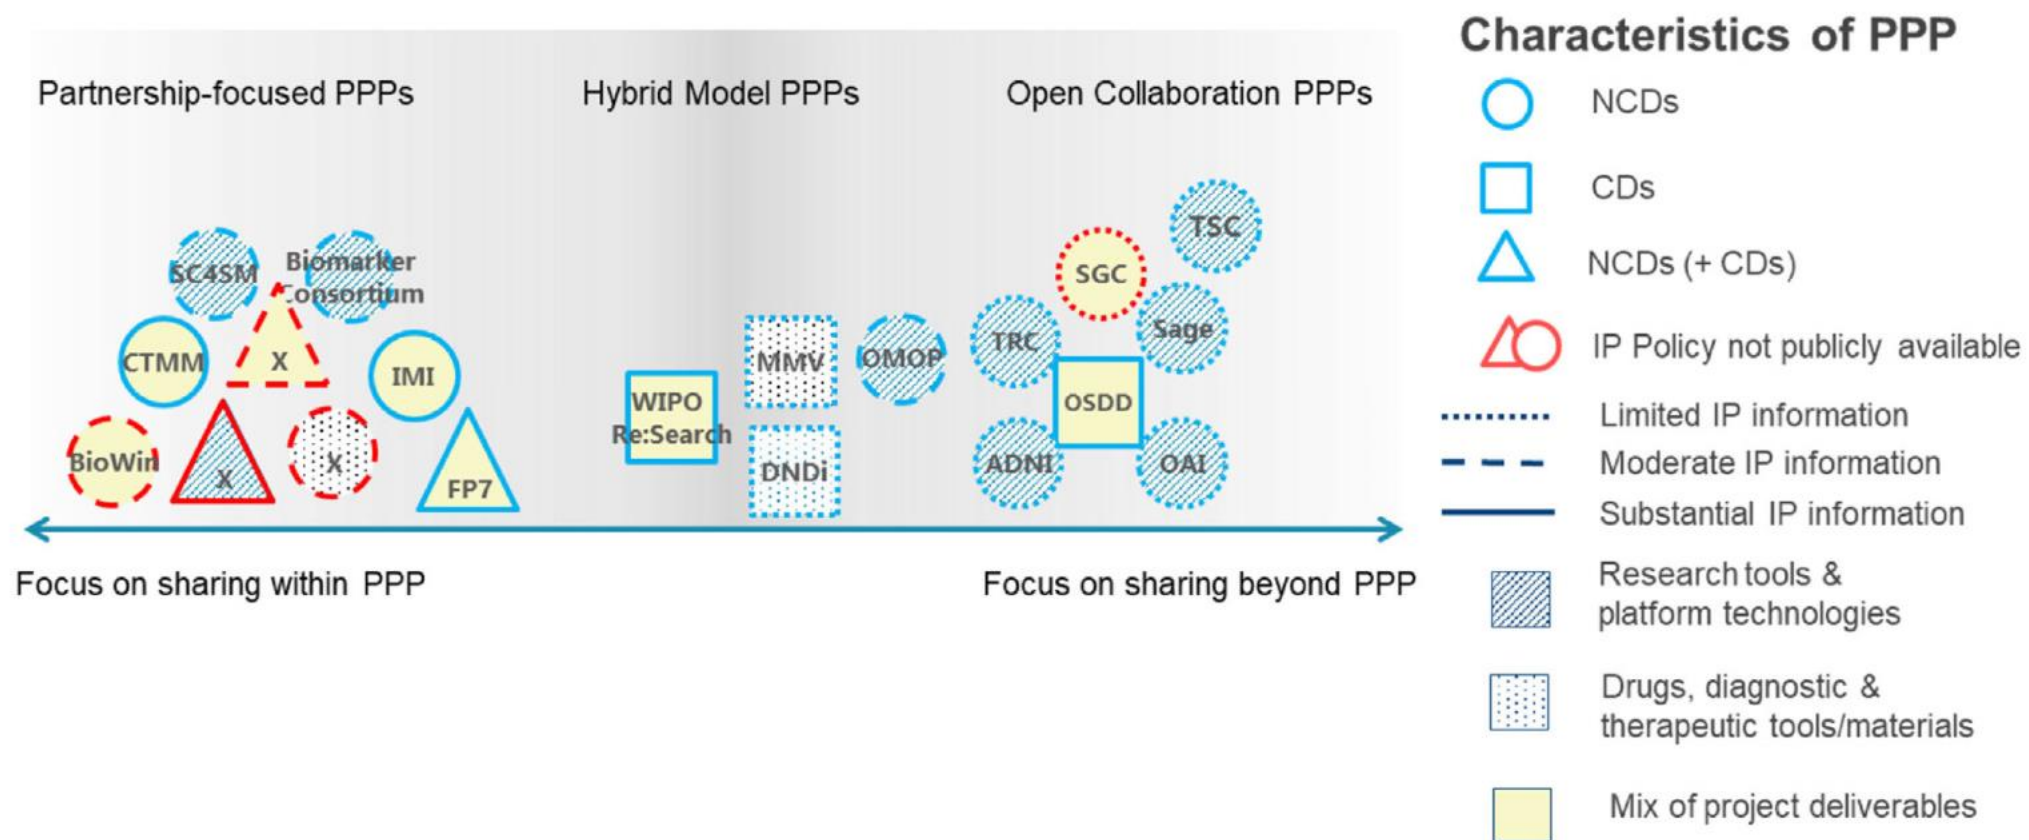 Characteristics of PPP
Partnership-focused PPPs
Hybrid Model PPPs
Open Collaboration PPPs
SC4SM
Biomarker
Consortium
CTMM
X
IMI
BioWin
X
X
FP7
WIPO
Re:Search
MMV
OMOP
DNDi
TSC
SGC
TRC
Sage
OSDD
ADNI
OAI
Focus on sharing within PPP
Focus on sharing beyond PPP
NCDs
CDs
NCDs (+ CDs)
IP Policy not publicly available
Limited IP information
Moderate IP information
Substantial IP information
Research tools &
platform technologies
Drugs, diagnostic &
therapeutic tools/materials
Mix of project deliverables